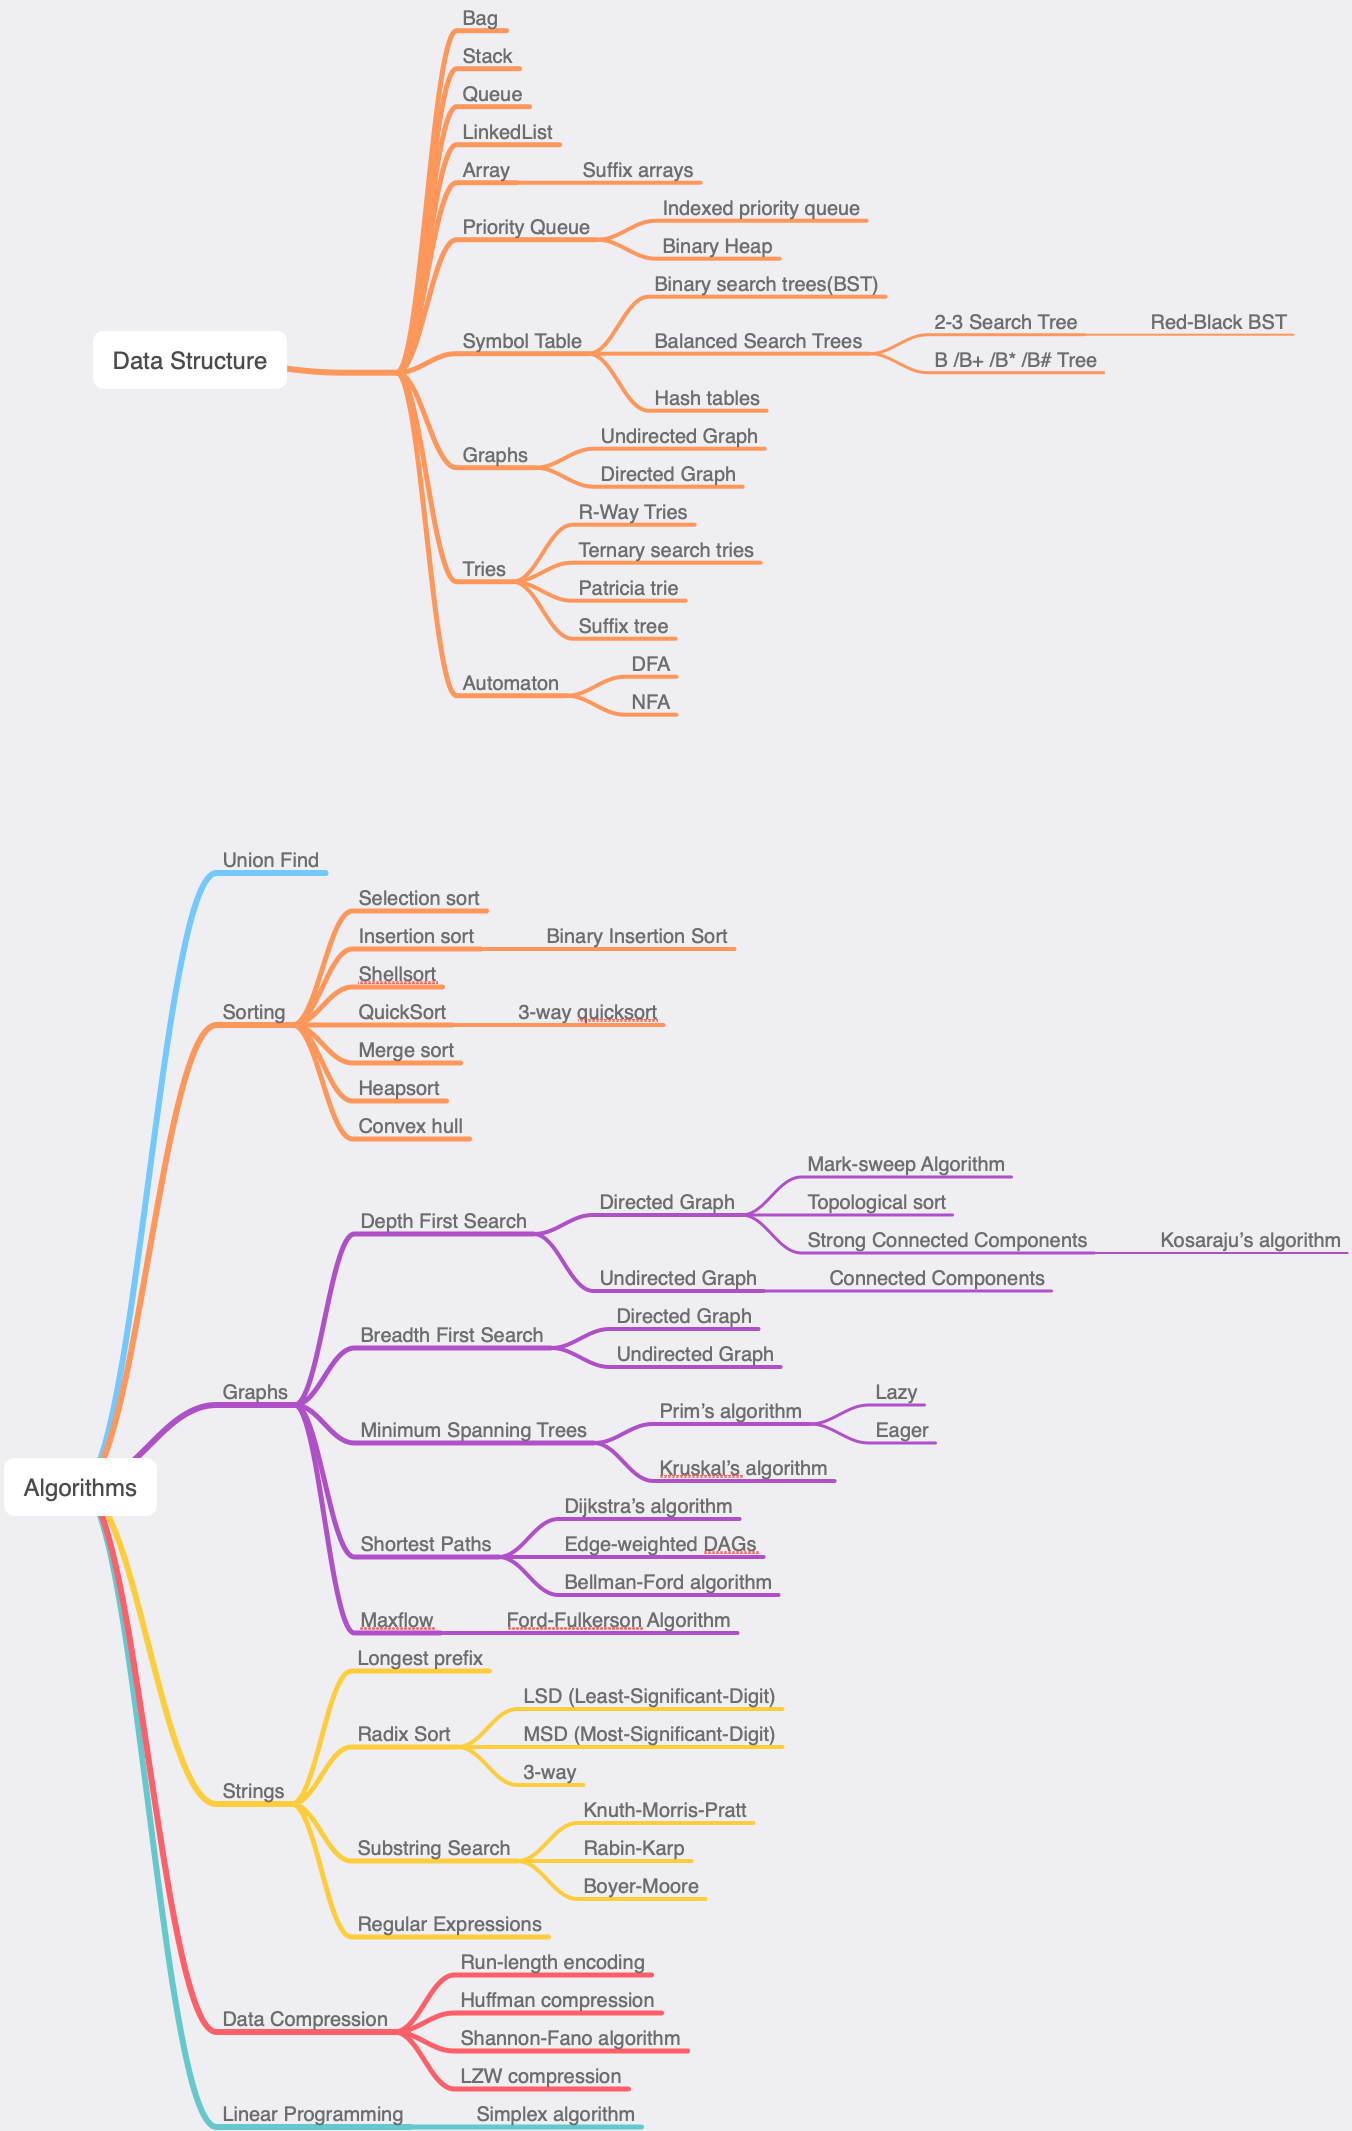 Bag
Stack
Queue
LinkedList
Array
Suffix arrays
Priority Queue
Indexed priority queue
Binary Heap
Data Structure
Symbol Table
Binary search trees(BST)
Balanced Search Trees
2-3 Search Tree
Red-Black BST
B /B+ /B* /B# Tree
Hash tables
Graphs
Undirected Graph
Directed Graph
Tries
R-Way Tries
Ternary search tries
Patricia trie
Suffix tree
Automaton
DFA
NFA
Union Find
Sorting
Selection sort
Insertion sort
Binary Insertion Sort
Shellsort
QuickSort
3-way quicksort
Merge sort
Heapsort
Convex hull
Algorithms
Graphs
Depth First Search
Directed Graph
Mark-sweep Algorithm
Topological sort
Strong Connected Components
Kosaraju’s algorithm
Undirected Graph
Connected Components
Breadth First Search
Directed Graph
Undirected Graph
Minimum Spanning Trees
Prim’s algorithm
Lazy
Eager
Kruskal’s algorithm
Shortest Paths
Dijkstra’s algorithm
Edge-weighted DAGs
Bellman-Ford algorithm
Maxflow
Ford-Fulkerson Algorithm
Strings
Longest prefix
Radix Sort
LSD (Least-Significant-Digit)
MSD (Most-Significant-Digit)
3-way
Substring Search
Knuth-Morris-Pratt
Rabin-Karp
Boyer-Moore
Regular Expressions
Data Compression
Run-length encoding
Huffman compression
Shannon-Fano algorithm
LZW compression
Linear Programming
Simplex algorithm